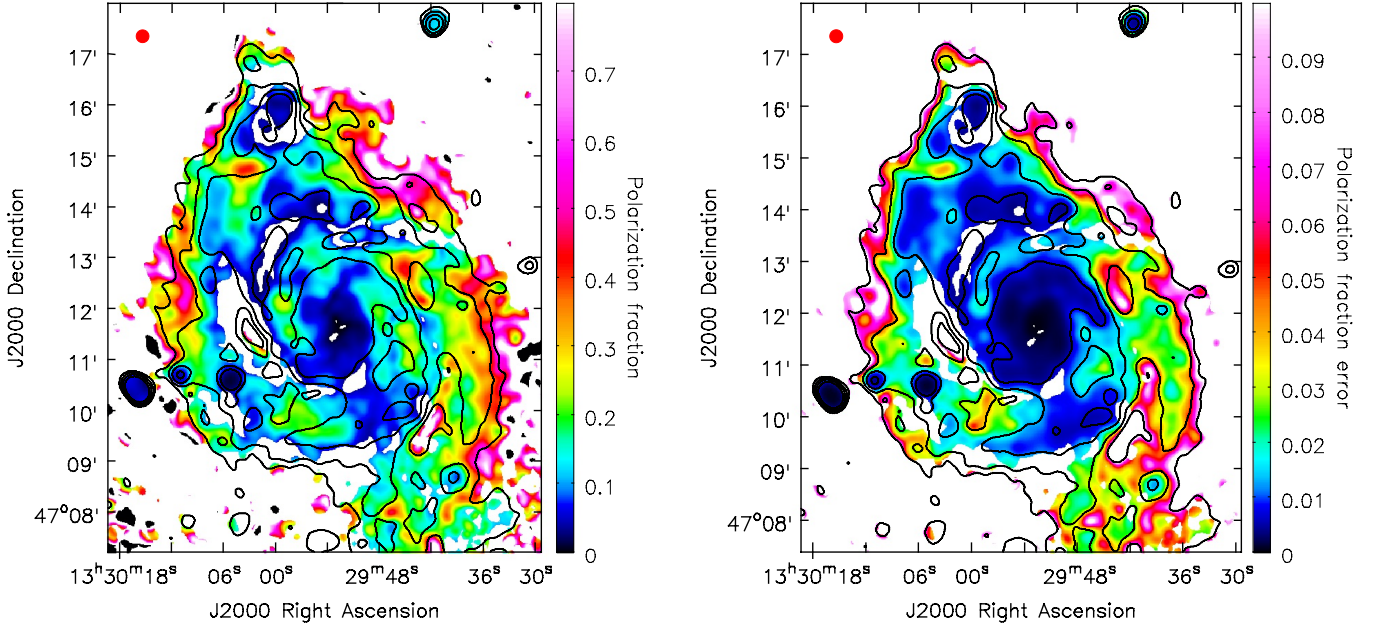 17'
16'
15'
14'
13'
12'
11'
10'
09'
47°08'
J2000 Declination
13ʰ30ᵐ18ˢ
06ˢ
00ˢ
29ᵐ48ˢ
36ˢ
30ˢ
J2000 Right Ascension
0.7
0.6
0.5
0.4
0.3
0.2
0.1
0
Polarization fraction
17'
16'
15'
14'
13'
12'
11'
10'
09'
47°08'
J2000 Declination
13ʰ30ᵐ18ˢ
06ˢ
00ˢ
29ᵐ48ˢ
36ˢ
30ˢ
J2000 Right Ascension
0.09
0.08
0.07
0.06
0.05
0.04
0.03
0.02
0.01
0
Polarization fraction error